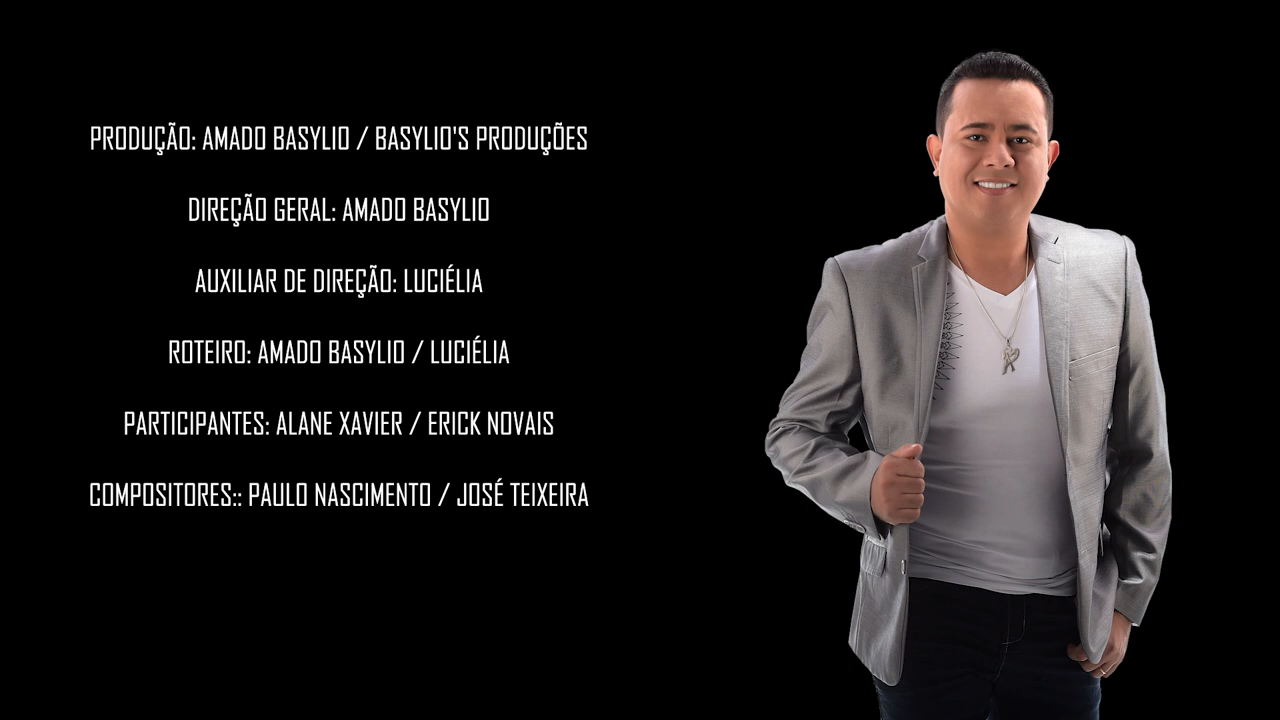 PRODUÇÃO: AMADO BASYLIO / BASYLIO'S PRODUÇÕES
DIREÇÃO GERAL: AMADO BASYLIO
AUXILIAR DE DIREÇÃO: LUCIÉLIA
ROTEIRO: AMADO BASYLIO / LUCIÉLIA
PARTICIPANTES: ALANE XAVIER / ERICK NOVAIS
COMPOSITORES:: PAULO NASCIMENTO / JOSÉ TEIXEIRA